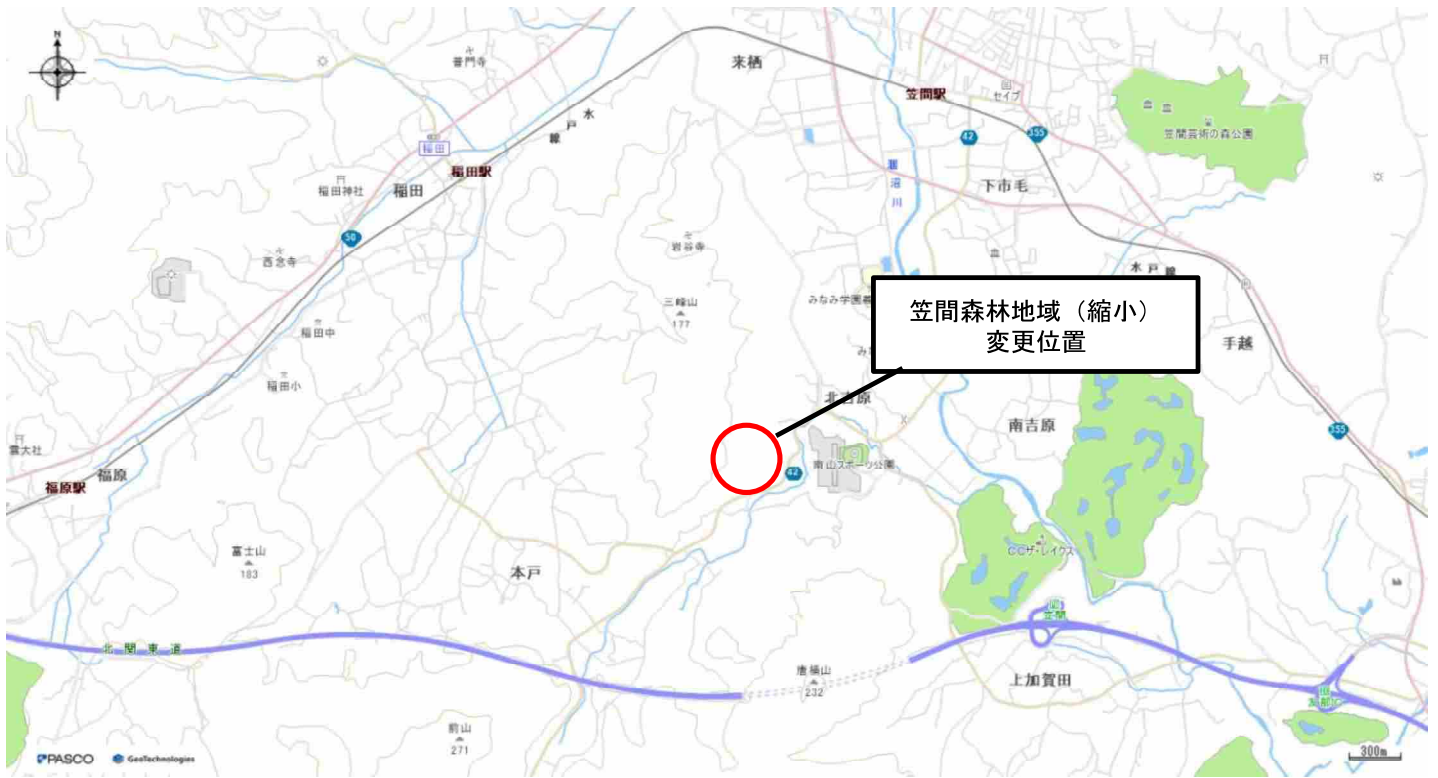 N
普門寺
来栖
笠間駅
セイブ
水戸線
稲田
42
355
笠間芸術の森公園
稲田駅
稲田神社
稲田
涸沼川
下市毛
50
西念寺
岩谷寺
水戸線
三峰山
177
みなみ学園義
稲田中
笠間森林地域（縮小）
変更位置
手越
稲田小
北吉原
南吉原
355
雲大社
42
南山スポーツ公園
福原
福原駅
富士山
183
本戸
CCザ・レイクス
笠間
北関東道
唐桶山
232
上加賀田
友部IC
前山
271
PASCO
GeoTechnologies
300m